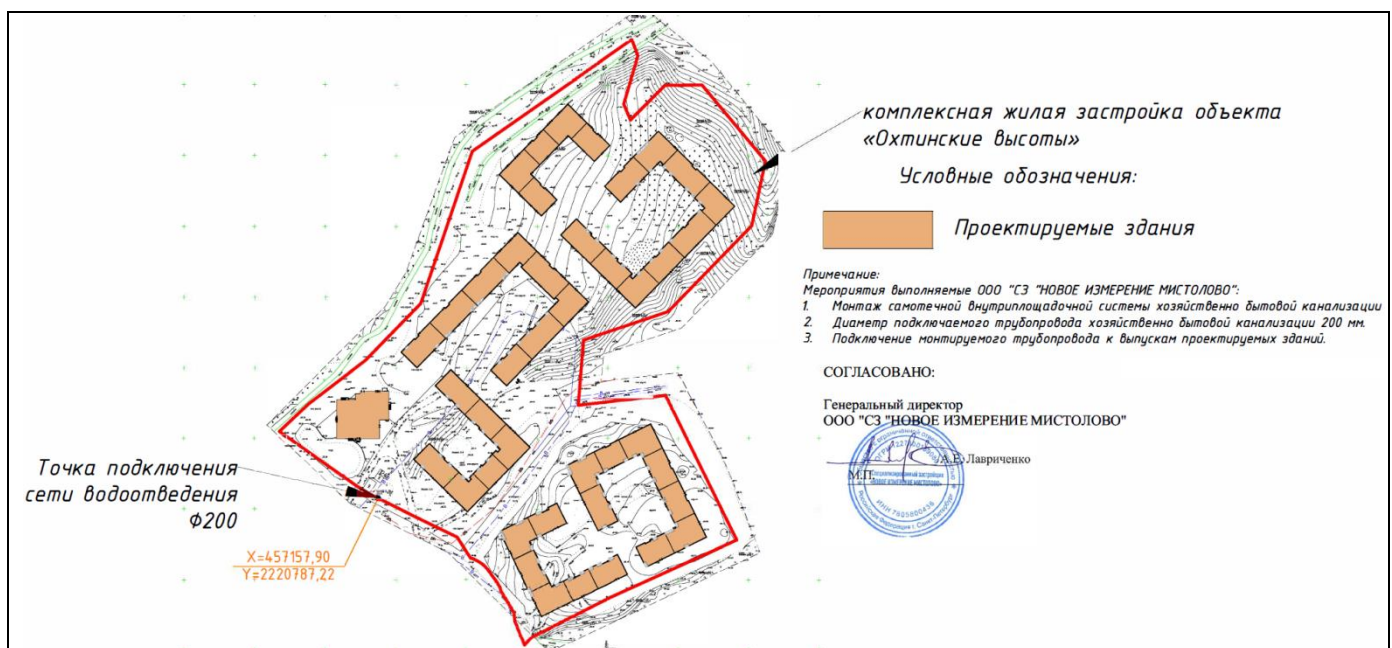 комплексная жилая застройка объекта
«Охтинские высоты»
Условные обозначения:
Проектируемые здания
Примечание:
Мероприятия выполняемые ООО "СЗ "НОВОЕ ИЗМЕРЕНИЕ МИСТОЛОВО":
1. Монтаж самотечной внутриплощадочной системы хозяйственно бытовой канализации
2. Диаметр подключаемого трубопровода хозяйственно бытовой канализации 200 мм.
3. Подключение монтируемого трубопровода к выпускам проектируемых зданий.
СОГЛАСОВАНО:
Генеральный директор
ООО "СЗ "НОВОЕ ИЗМЕРЕНИЕ МИСТОЛОВО"
А.Е. Лавриченко
М.П.
Точка подключения
сети водоотведения
Ф200
X=457157,90
Y=2220787,22